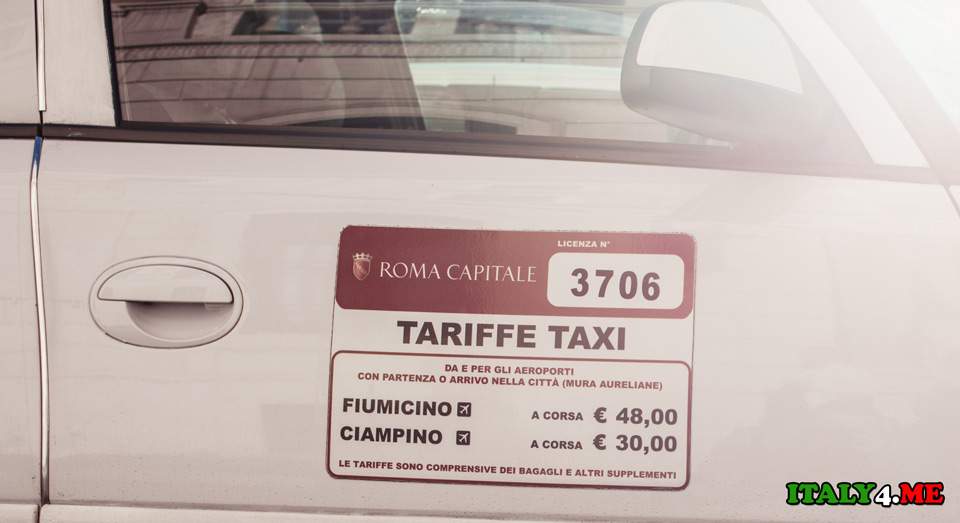 LICENZA N°
ROMA CAPITALE 3706
TARIFFE TAXI
DA E PER GLI AEROPORTI
CON PARTENZA O ARRIVO NELLA CITTÀ (MURA AURELIANE)
FIUMICINO A CORSA € 48,00
CIAMPINO A CORSA € 30,00
LE TARIFFE SONO COMPRENSIVE DEI BAGAGLI E ALTRI SUPPLEMENTI
ITALY4.ME